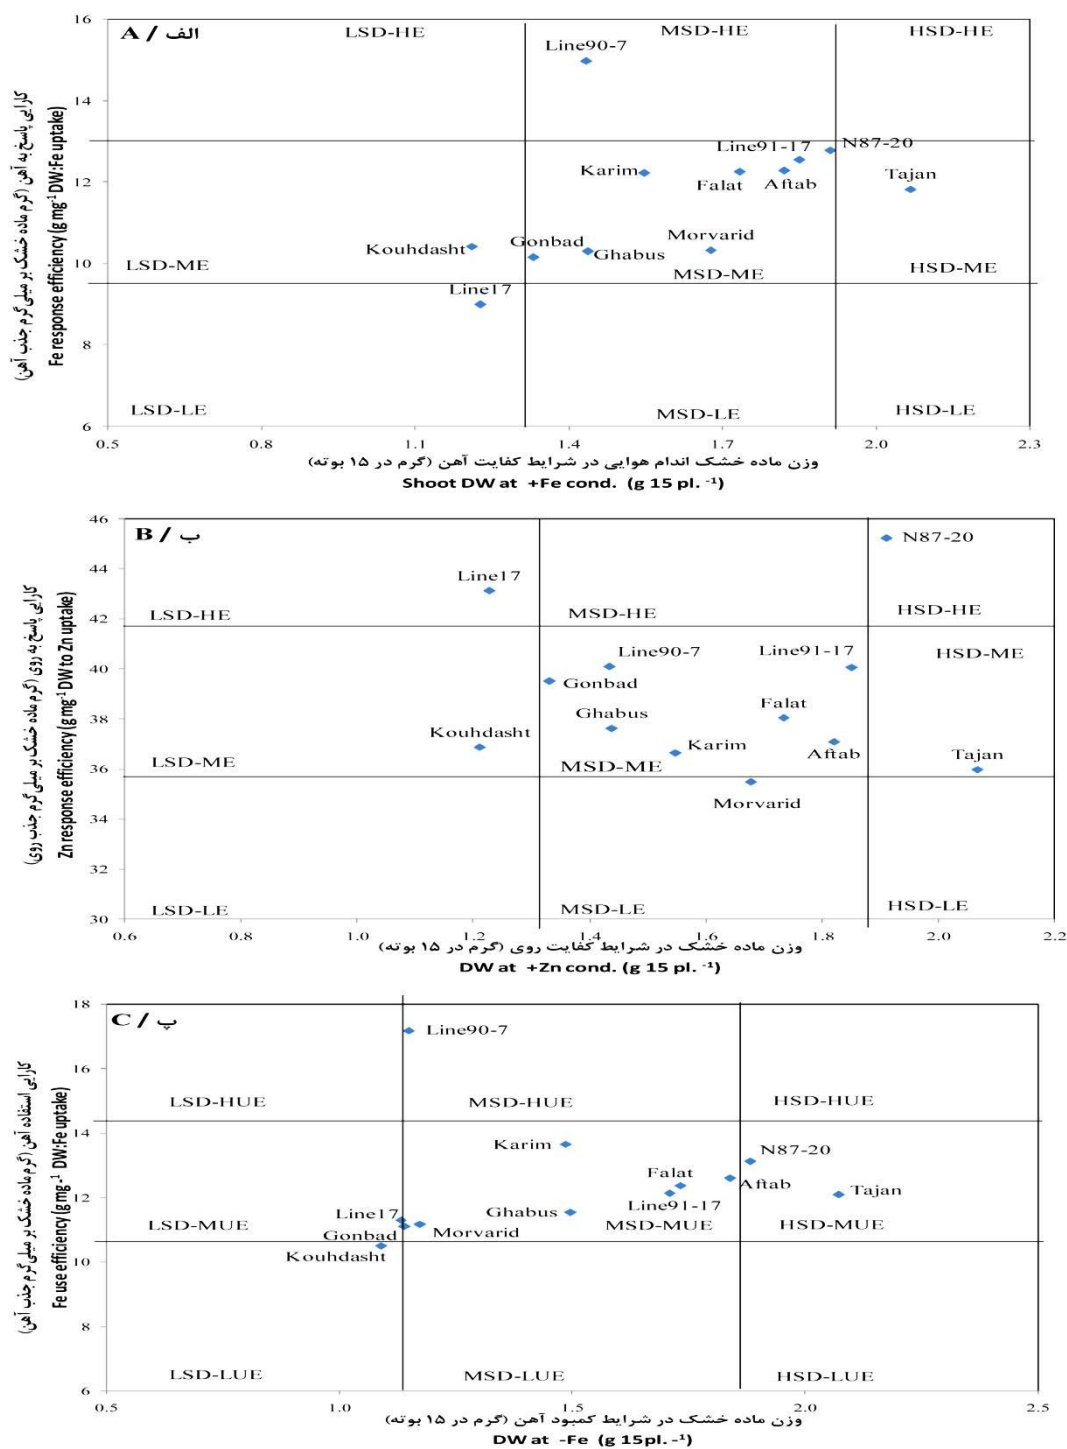 A / الف
LSD-HE
MSD-HE
HSD-HE
Line90-7
Line91-17
N87-20
Karim
Falat
Aftab
Tajan
Kouhdasht
Gonbad
Ghabus
Morvarid
LSD-ME
MSD-ME
HSD-ME
Line17
LSD-LE
MSD-LE
HSD-LE
16
14
12
10
8
6
0.5
0.8
1.1
1.4
1.7
2.0
2.3
کارایی پاسخ به آهن (گرم ماده خشک بر میلی گرم جذب آهن)
Fe response efficiency (g mg-1 DW:Fe uptake)
وزن ماده خشک اندام هوایی در شرایط کفایت آهن (گرم در ۱۵ بوته)
Shoot DW at +Fe cond. (g 15 pl. -1)
B / ب
N87-20
Line17
LSD-HE
MSD-HE
HSD-HE
Line90-7
Line91-17
HSD-ME
Gonbad
Ghabus
Falat
Kouhdasht
Karim
Aftab
Tajan
LSD-ME
MSD-ME
Morvarid
LSD-LE
MSD-LE
HSD-LE
46
44
42
40
38
36
34
32
30
0.6
0.8
1.0
1.2
1.4
1.6
1.8
2.0
2.2
کارایی پاسخ به روی (گرم ماده خشک بر میلی گرم جذب روی)
Zn response efficiency (g mg-1 DW to Zn uptake)
وزن ماده خشک در شرایط کفایت روی (گرم در ۱۵ بوته)
DW at +Zn cond. (g 15 pl. -1)
C / پ
Line90-7
LSD-HUE
MSD-HUE
HSD-HUE
Karim
N87-20
Falat
Aftab
Tajan
Line91-17
Line17
Ghabus
LSD-MUE
MSD-MUE
HSD-MUE
Gonbad
Morvarid
Kouhdasht
LSD-LUE
MSD-LUE
HSD-LUE
18
16
14
12
10
8
6
0.5
1.0
1.5
2.0
2.5
کارایی استفاده آهن (گرم ماده خشک بر میلی گرم جذب آهن)
Fe use efficiency (g mg-1 DW:Fe uptake)
وزن ماده خشک در شرایط کمبود آهن (گرم در ۱۵ بوته)
DW at -Fe (g 15pl. -1)